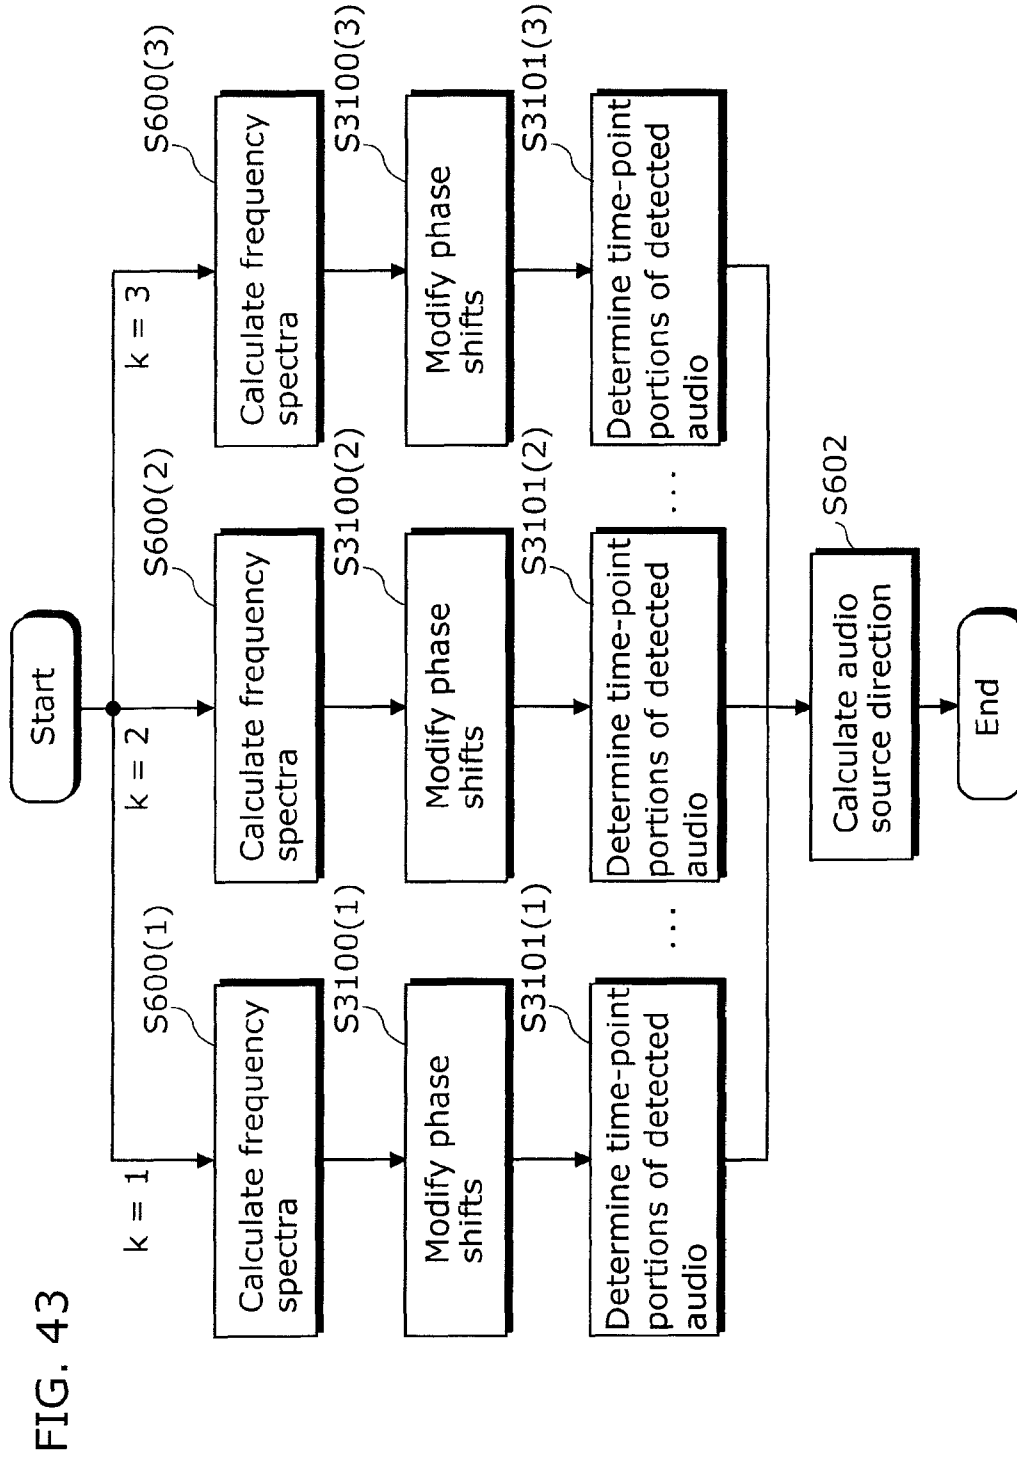 FIG. 43
Start
k = 1
k = 2
k = 3
S600(1)
Calculate frequency
spectra
S600(2)
Calculate frequency
spectra
S600(3)
Calculate frequency
spectra
S3100(1)
Modify phase
shifts
S3100(2)
Modify phase
shifts
S3100(3)
Modify phase
shifts
S3101(1)
Determine time-point
portions of detected
audio
...
S3101(2)
Determine time-point
portions of detected
audio
...
S3101(3)
Determine time-point
portions of detected
audio
S602
Calculate audio
source direction
End